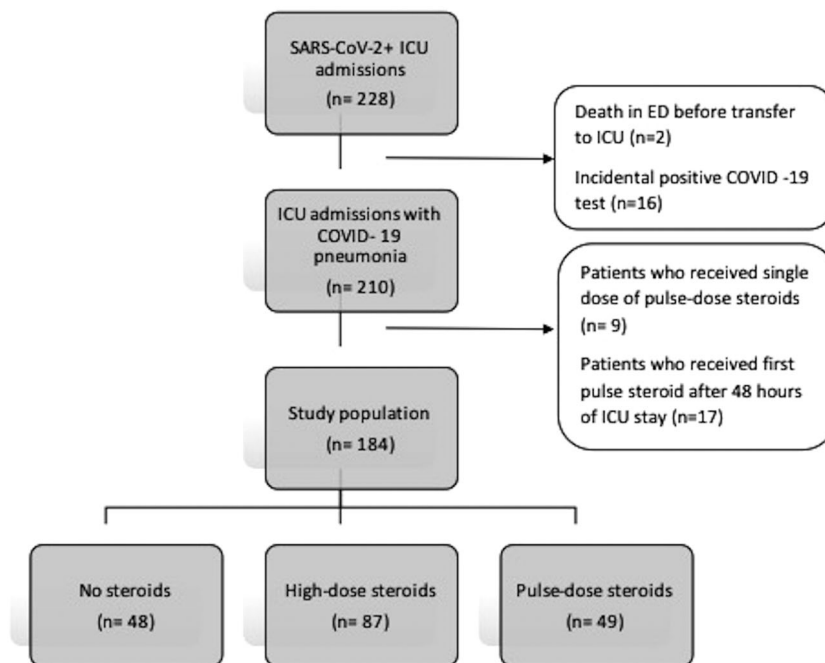 SARS-CoV-2+ ICU
admissions
(n= 228)
Death in ED before transfer
to ICU (n=2)
Incidental positive COVID -19
test (n=16)
ICU admissions with
COVID- 19
pneumonia
(n= 210)
Patients who received single
dose of pulse-dose steroids
(n= 9)
Patients who received first
pulse steroid after 48 hours
of ICU stay (n=17)
Study population
(n= 184)
No steroids
(n= 48)
High-dose steroids
(n= 87)
Pulse-dose steroids
(n= 49)